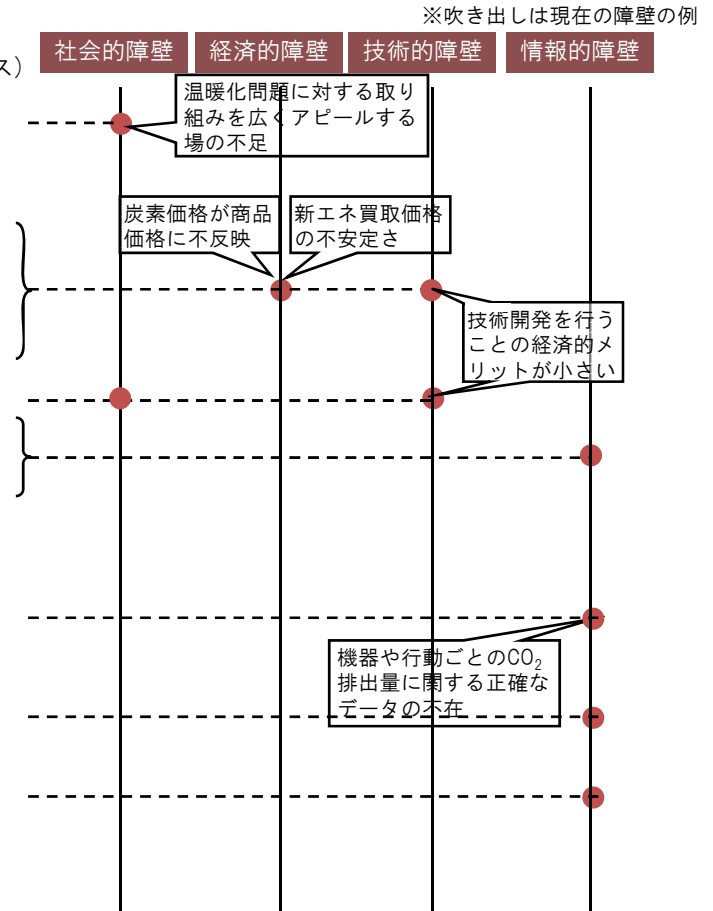 ※吹き出しは現在の障壁の例
ス）
社会的障壁 経済的障壁 技術的障壁 情報的障壁
温暖化問題に対する取り
組みを広くアピールする
場の不足
炭素価格が商品
価格に不反映
新エネ買取価格
の不安定さ
技術開発を行う
ことの経済的メ
リットが小さい
機器や行動ごとのCO₂
排出量に関する正確な
データの不在